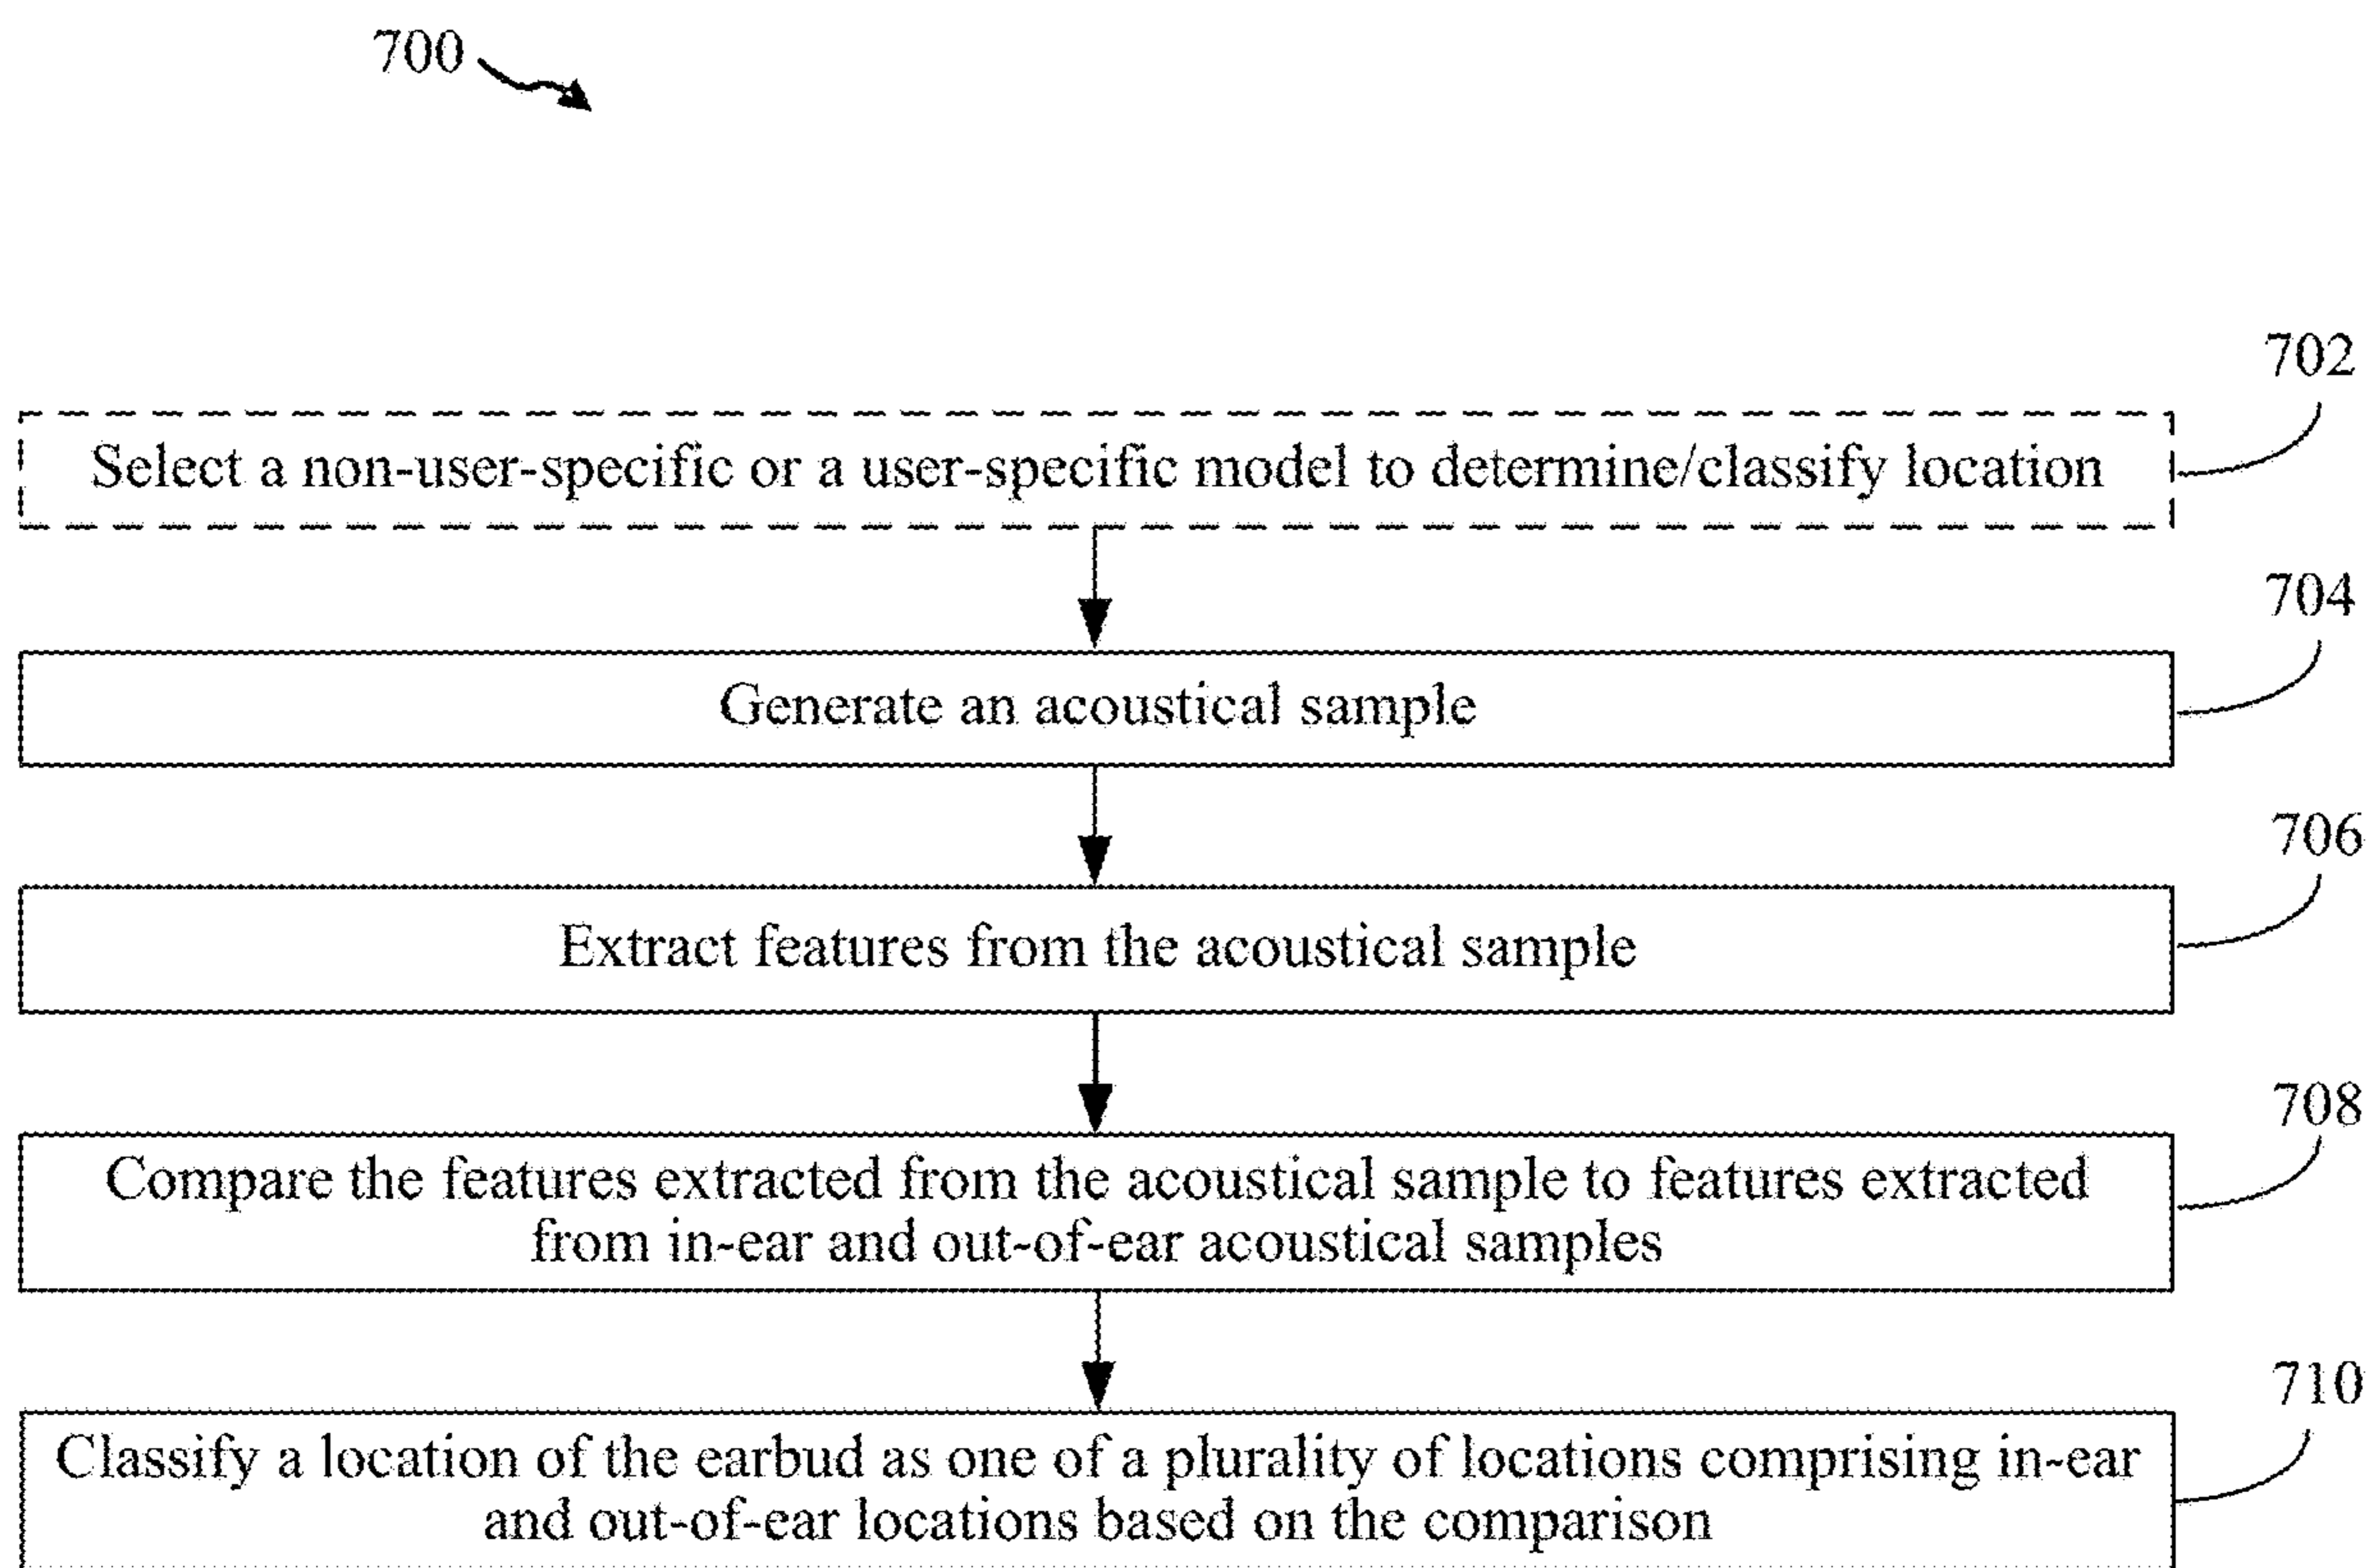 700
702
Select a non-user-specific or a user-specific model to determine/classify location
704
Generate an acoustical sample
706
Extract features from the acoustical sample
708
Compare the features extracted from the acoustical sample to features extracted
from in-ear and out-of-ear acoustical samples
710
Classify a location of the earbud as one of a plurality of locations comprising in-ear
and out-of-ear locations based on the comparison